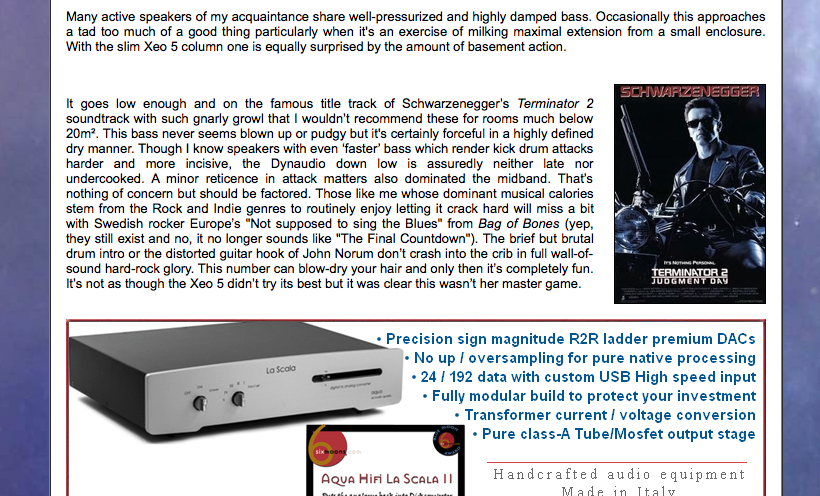 Many active speakers of my acquaintance share well-pressurized and highly damped bass. Occasionally this approaches
a tad too much of a good thing particularly when it's an exercise of milking maximal extension from a small enclosure.
With the slim Xeo 5 column one is equally surprised by the amount of basement action.
It goes low enough and on the famous title track of Schwarzenegger's Terminator 2
soundtrack with such gnarly growl that I wouldn't recommend these for rooms much below
20m². This bass never seems blown up or pudgy but it's certainly forceful in a highly defined
dry manner. Though I know speakers with even 'faster' bass which render kick drum attacks
harder and more incisive, the Dynaudio down low is assuredly neither late nor
undercooked. A minor reticence in attack matters also dominated the midband. That's
nothing of concern but should be factored. Those like me whose dominant musical calories
stem from the Rock and Indie genres to routinely enjoy letting it crack hard will miss a bit
with Swedish rocker Europe's "Not supposed to sing the Blues" from Bag of Bones (yep,
they still exist and no, it no longer sounds like "The Final Countdown"). The brief but brutal
drum intro or the distorted guitar hook of John Norum don't crash into the crib in full wall-of-
sound hard-rock glory. This number can blow-dry your hair and only then it's completely fun.
It's not as though the Xeo 5 didn't try its best but it was clear this wasn't her master game.
SCHWARZENEGGER
IT'S NOTHING PERSONAL.
TERMINATOR 2
JUDGMENT DAY
La Scala
• Precision sign magnitude R2R ladder premium DACs
• No up / oversampling for pure native processing
• 24 / 192 data with custom USB High speed input
• Fully modular build to protect your investment
• Transformer current / voltage conversion
• Pure class-A Tube/Mosfet output stage
6
sixmoons.com
AQUA HIFI LA SCALA II
Handcrafted audio equipment
Made in Italy